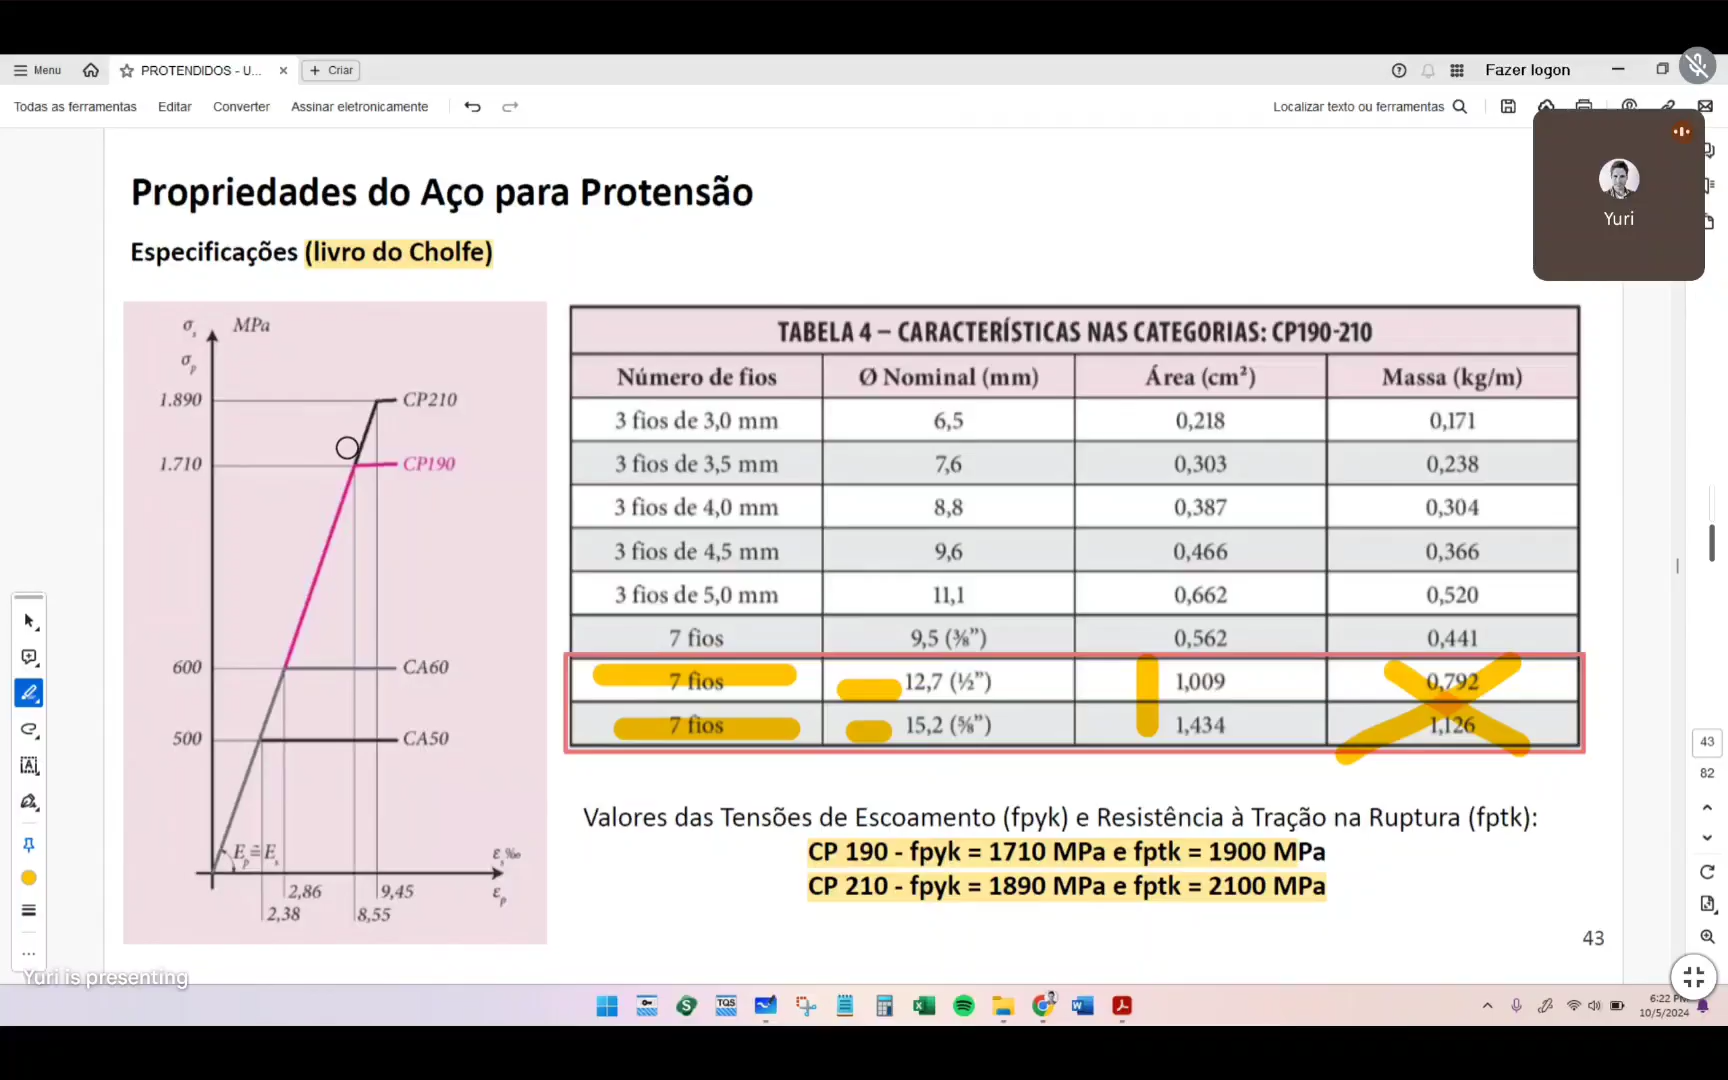 Menu
PROTENDIDOS - U...
Criar
Fazer logon
Todas as ferramentas
Editar
Converter
Assinar eletronicamente
Localizar texto ou ferramentas
Yuri
Propriedades do Aço para Protensão
Especificações (livro do Cholfe)
σs MPa
σp
1.890 CP210
1.710 CP190
600 CA60
500 CA50
Ep ≅ Es
εs ‰
εp
2,86 9,45
2,38 8,55
TABELA 4 – CARACTERÍSTICAS NAS CATEGORIAS: CP190-210
Número de fios Ø Nominal (mm) Área (cm²) Massa (kg/m)
3 fios de 3,0 mm 6,5 0,218 0,171
3 fios de 3,5 mm 7,6 0,303 0,238
3 fios de 4,0 mm 8,8 0,387 0,304
3 fios de 4,5 mm 9,6 0,466 0,366
3 fios de 5,0 mm 11,1 0,662 0,520
7 fios 9,5 (⅜”) 0,562 0,441
7 fios 12,7 (½”) 1,009 0,792
7 fios 15,2 (⅝”) 1,434 1,126
Valores das Tensões de Escoamento (fpyk) e Resistência à Tração na Ruptura (fptk):
CP 190 - fpyk = 1710 MPa e fptk = 1900 MPa
CP 210 - fpyk = 1890 MPa e fptk = 2100 MPa
43
43
82
Yuri is presenting
TQS
6:22
10/5/2024